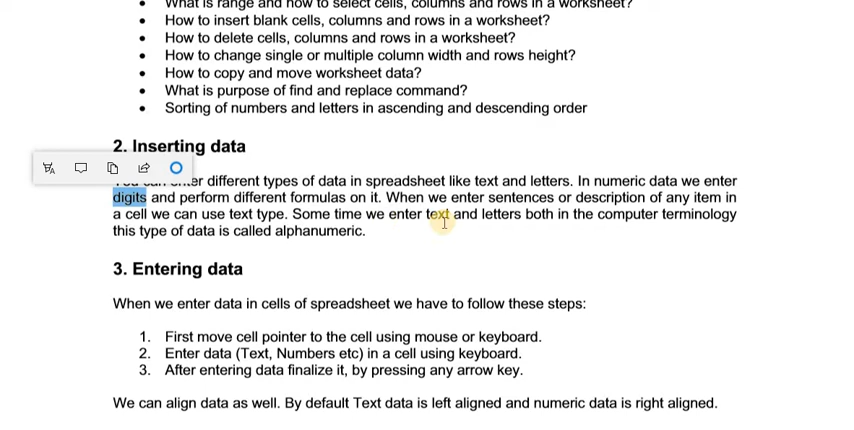 What is range and how to select cells, columns and rows in a worksheet?
• How to insert blank cells, columns and rows in a worksheet?
• How to delete cells, columns and rows in a worksheet?
• How to change single or multiple column width and rows height?
• How to copy and move worksheet data?
• What is purpose of find and replace command?
• Sorting of numbers and letters in ascending and descending order
2. Inserting data
You can enter different types of data in spreadsheet like text and letters. In numeric data we enter
digits and perform different formulas on it. When we enter sentences or description of any item in
a cell we can use text type. Some time we enter text and letters both in the computer terminology
this type of data is called alphanumeric.
3. Entering data
When we enter data in cells of spreadsheet we have to follow these steps:
1. First move cell pointer to the cell using mouse or keyboard.
2. Enter data (Text, Numbers etc) in a cell using keyboard.
3. After entering data finalize it, by pressing any arrow key.
We can align data as well. By default Text data is left aligned and numeric data is right aligned.